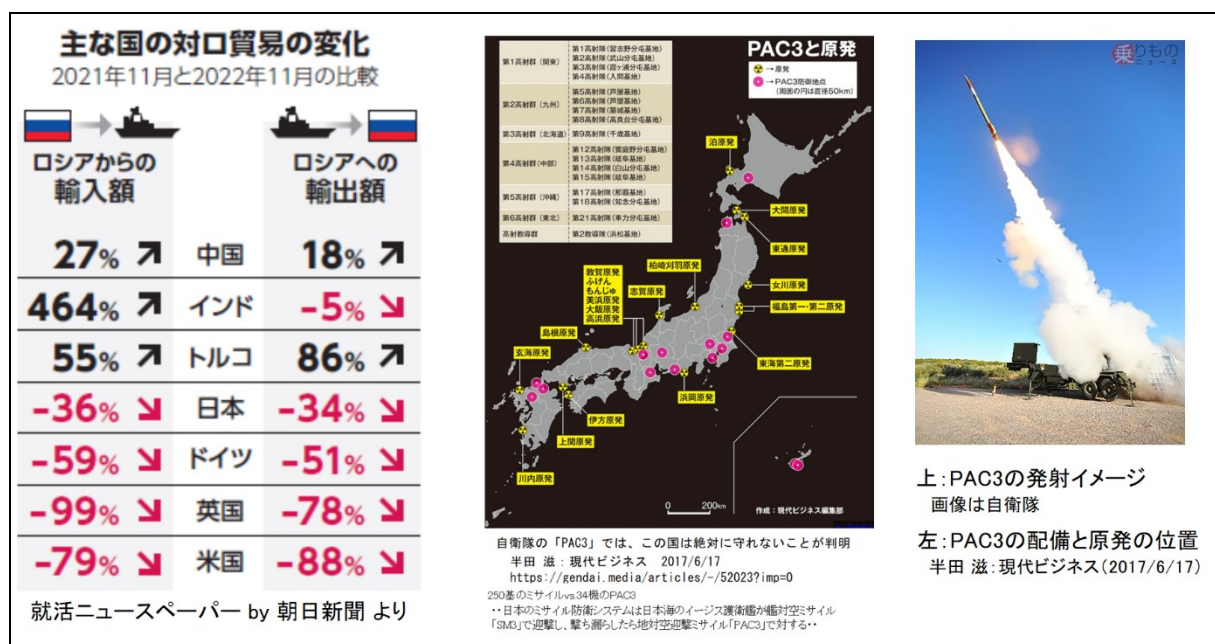 主な国の対ロ貿易の変化
2021年11月と2022年11月の比較
ロシアからの
輸入額
ロシアへの
輸出額
27% 中国 18%
464% インド -5%
55% トルコ 86%
-36% 日本 -34%
-59% ドイツ -51%
-99% 英国 -78%
-79% 米国 -88%
就活ニュースペーパー by 朝日新聞 より
PAC3と原発
→原発
→PAC3防御地点
(周囲の円は直径50km)
第1高射群(関東)
第1高射隊(習志野分屯基地)
第2高射隊(武山分屯基地)
第3高射隊(霞ヶ浦分屯基地)
第4高射隊(入間基地)
第2高射群(九州)
第5高射隊(芦屋基地)
第6高射隊(芦屋基地)
第7高射隊(築城基地)
第8高射隊(高良台分屯基地)
第3高射群(北海道)
第9高射隊(千歳基地)
第4高射群(中部)
第12高射隊(饗庭野分屯基地)
第13高射隊(岐阜基地)
第14高射隊(白山分屯基地)
第15高射隊(岐阜基地)
第5高射群(沖縄)
第17高射隊(那覇基地)
第18高射隊(知念分屯基地)
第6高射群(東北)
第21高射隊(車力分屯基地)
高射教導群
第2教導隊(浜松基地)
泊原発
大間原発
東通原発
柏崎刈羽原発
敦賀原発
ふげん
もんじゅ
美浜原発
大飯原発
高浜原発
志賀原発
女川原発
福島第一・第二原発
島根原発
玄海原発
東海第二原発
浜岡原発
伊方原発
上関原発
川内原発
0 200km
作成:現代ビジネス編集部
自衛隊の「PAC3」では、この国は絶対に守れないことが判明
半田 滋:現代ビジネス 2017/6/17
https://gendai.media/articles/-/52023?imp=0
250基のミサイルvs.34機のPAC3
・・日本のミサイル防衛システムは日本海のイージス護衛艦が艦対空ミサイル
「SM3」で迎撃し、撃ち漏らしたら地対空迎撃ミサイル「PAC3」で対する・・
乗りもの
ニュース
上:PAC3の発射イメージ
画像は自衛隊
左:PAC3の配備と原発の位置
半田 滋:現代ビジネス(2017/6/17)